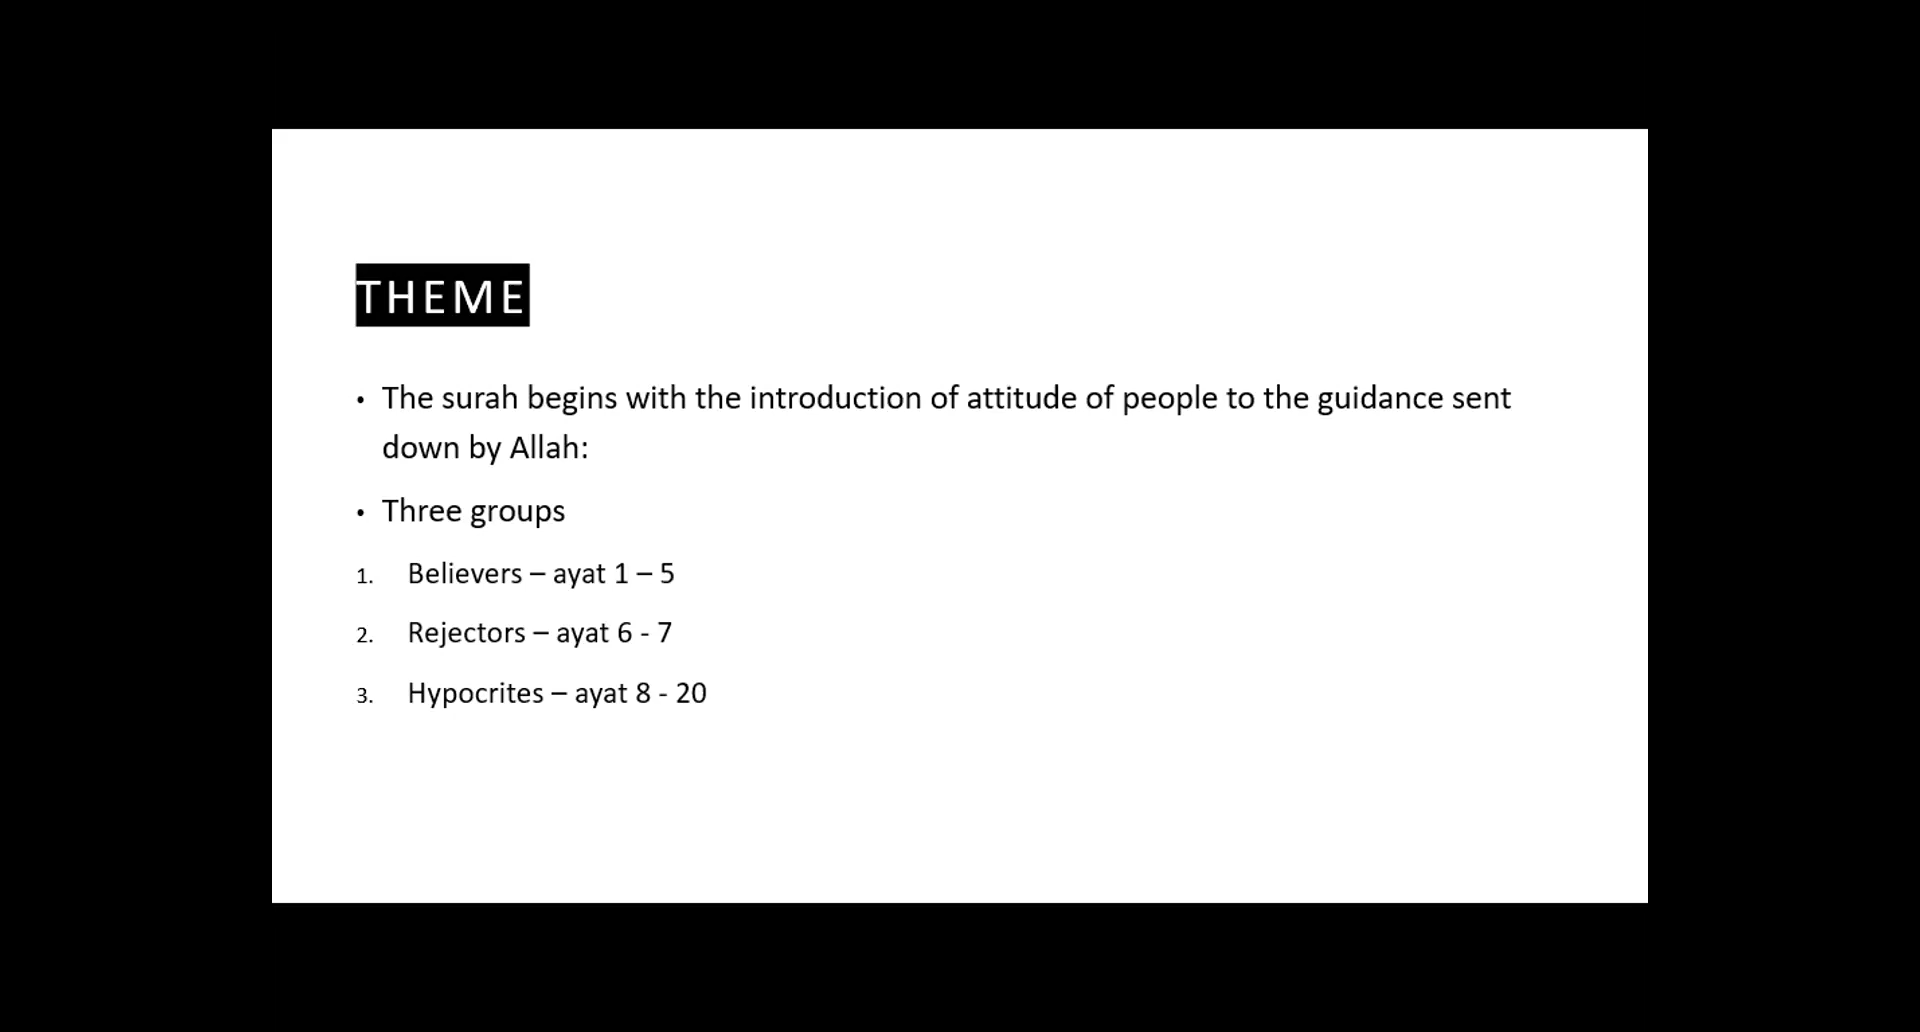 THEME
• The surah begins with the introduction of attitude of people to the guidance sent
down by Allah:
• Three groups
1. Believers – ayat 1 – 5
2. Rejectors – ayat 6 - 7
3. Hypocrites – ayat 8 - 20